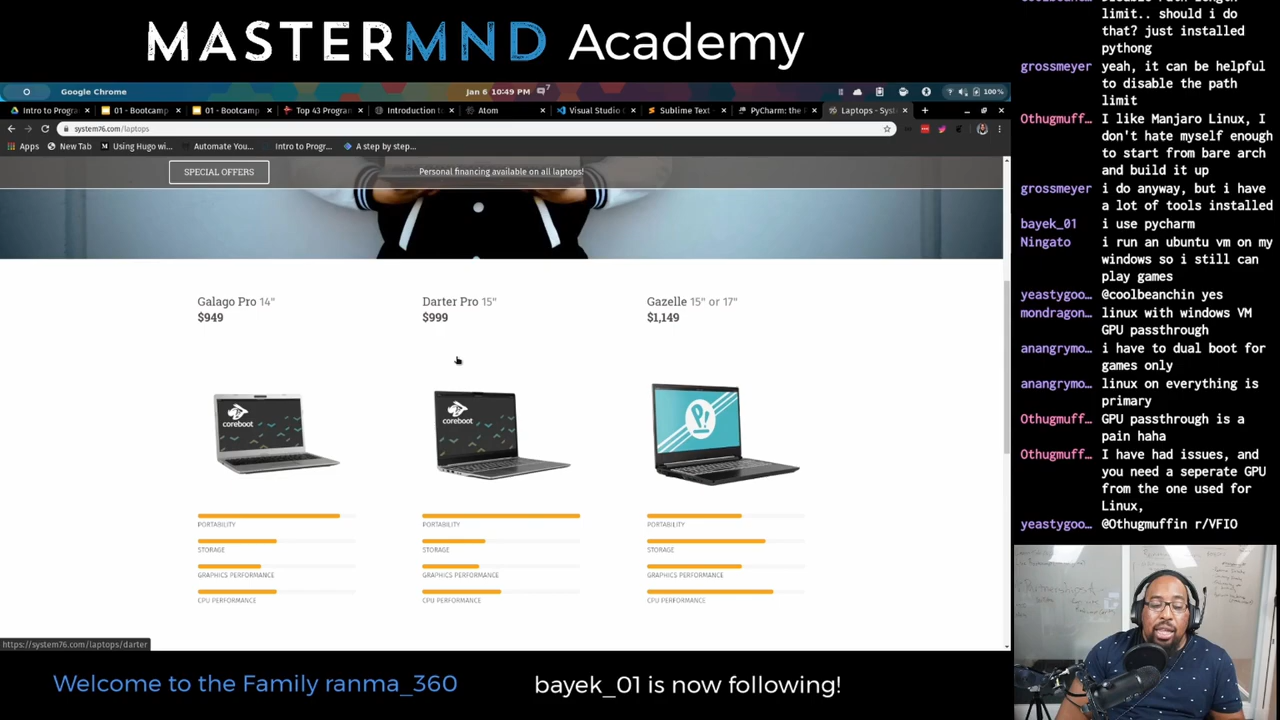 MASTERMND Academy
Google Chrome
Jan 6 10:49 PM
100%
Intro to Progra
01 - Bootcamp
01 - Bootcamp
Top 43 Progran
Introduction to
Atom
Visual Studio C
Sublime Text
PyCharm: the P
Laptops - Syste
system76.com/laptops
Apps
New Tab
Using Hugo wi...
Automate You...
Intro to Progr...
A step by step...
SPECIAL OFFERS
Personal financing available on all laptops!
Galago Pro 14"
$949
Darter Pro 15"
$999
Gazelle 15" or 17"
$1,149
coreboot
coreboot
PORTABILITY
STORAGE
GRAPHICS PERFORMANCE
CPU PERFORMANCE
PORTABILITY
STORAGE
GRAPHICS PERFORMANCE
CPU PERFORMANCE
PORTABILITY
STORAGE
GRAPHICS PERFORMANCE
CPU PERFORMANCE
https://system76.com/laptops/darter
limit.. should i do
that? just installed
pythong
grossmeyer yeah, it can be helpful
to disable the path
limit
Othugmuff… I like Manjaro Linux, I
don't hate myself enough
to start from bare arch
and build it up
grossmeyer i do anyway, but i have
a lot of tools installed
bayek_01 i use pycharm
Ningato i run an ubuntu vm on my
windows so i still can
play games
yeastygoo… @coolbeanchin yes
mondragon… linux with windows VM
GPU passthrough
anangrymo… i have to dual boot for
games only
anangrymo… linux on everything is
primary
Othugmuff… GPU passthrough is a
pain haha
Othugmuff… I have had issues, and
you need a seperate GPU
from the one used for
Linux,
yeastygoo… @Othugmuffin r/VFIO
Welcome to the Family ranma_360
bayek_01 is now following!